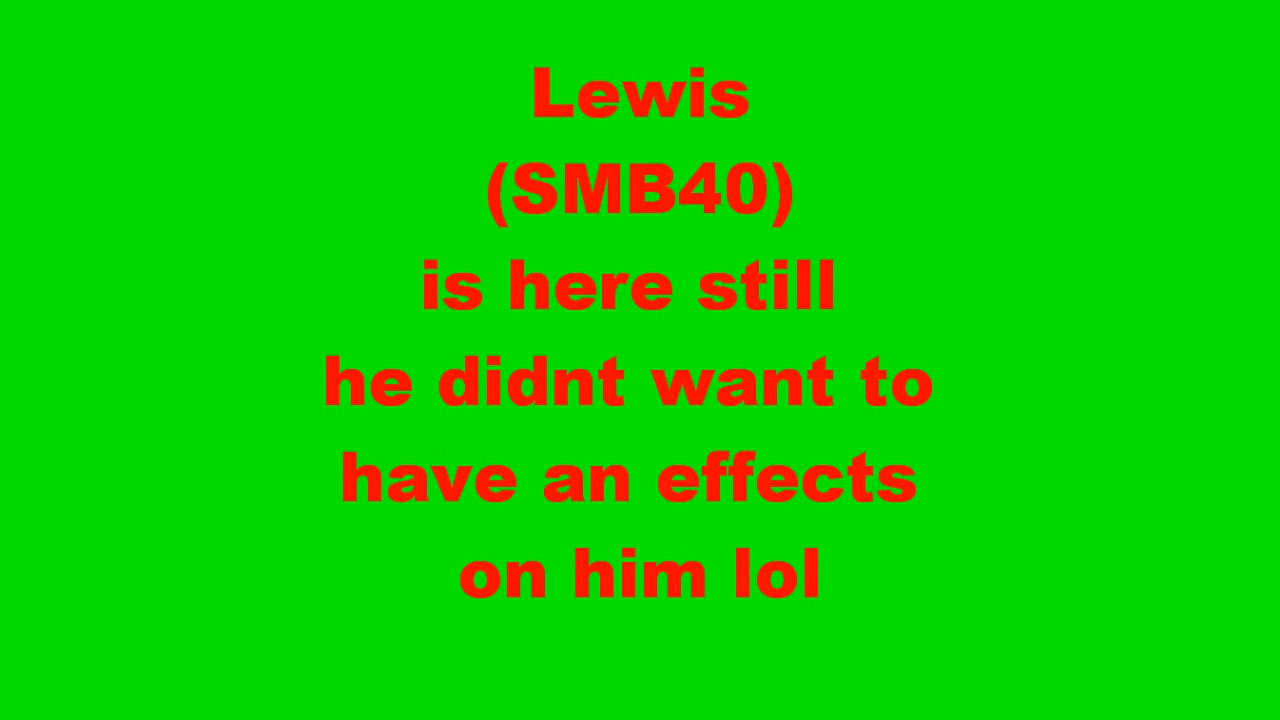 Lewis
(SMB40)
is here still
he didnt want to
have an effects
on him lol